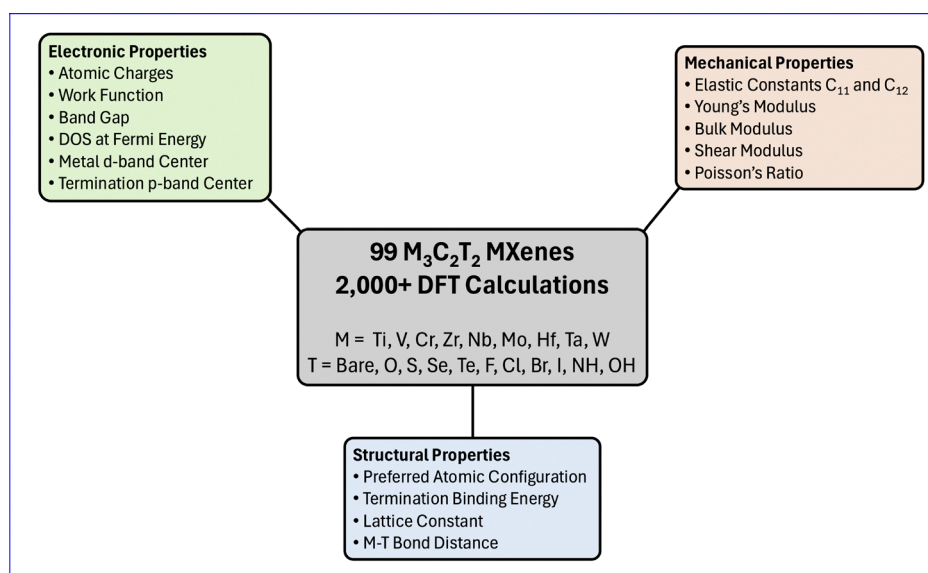 Electronic Properties
• Atomic Charges
• Work Function
• Band Gap
• DOS at Fermi Energy
• Metal d-band Center
• Termination p-band Center
Mechanical Properties
• Elastic Constants C₁₁ and C₁₂
• Young's Modulus
• Bulk Modulus
• Shear Modulus
• Poisson's Ratio
99 M₃C₂T₂ MXenes
2,000+ DFT Calculations
M = Ti, V, Cr, Zr, Nb, Mo, Hf, Ta, W
T = Bare, O, S, Se, Te, F, Cl, Br, I, NH, OH
Structural Properties
• Preferred Atomic Configuration
• Termination Binding Energy
• Lattice Constant
• M-T Bond Distance